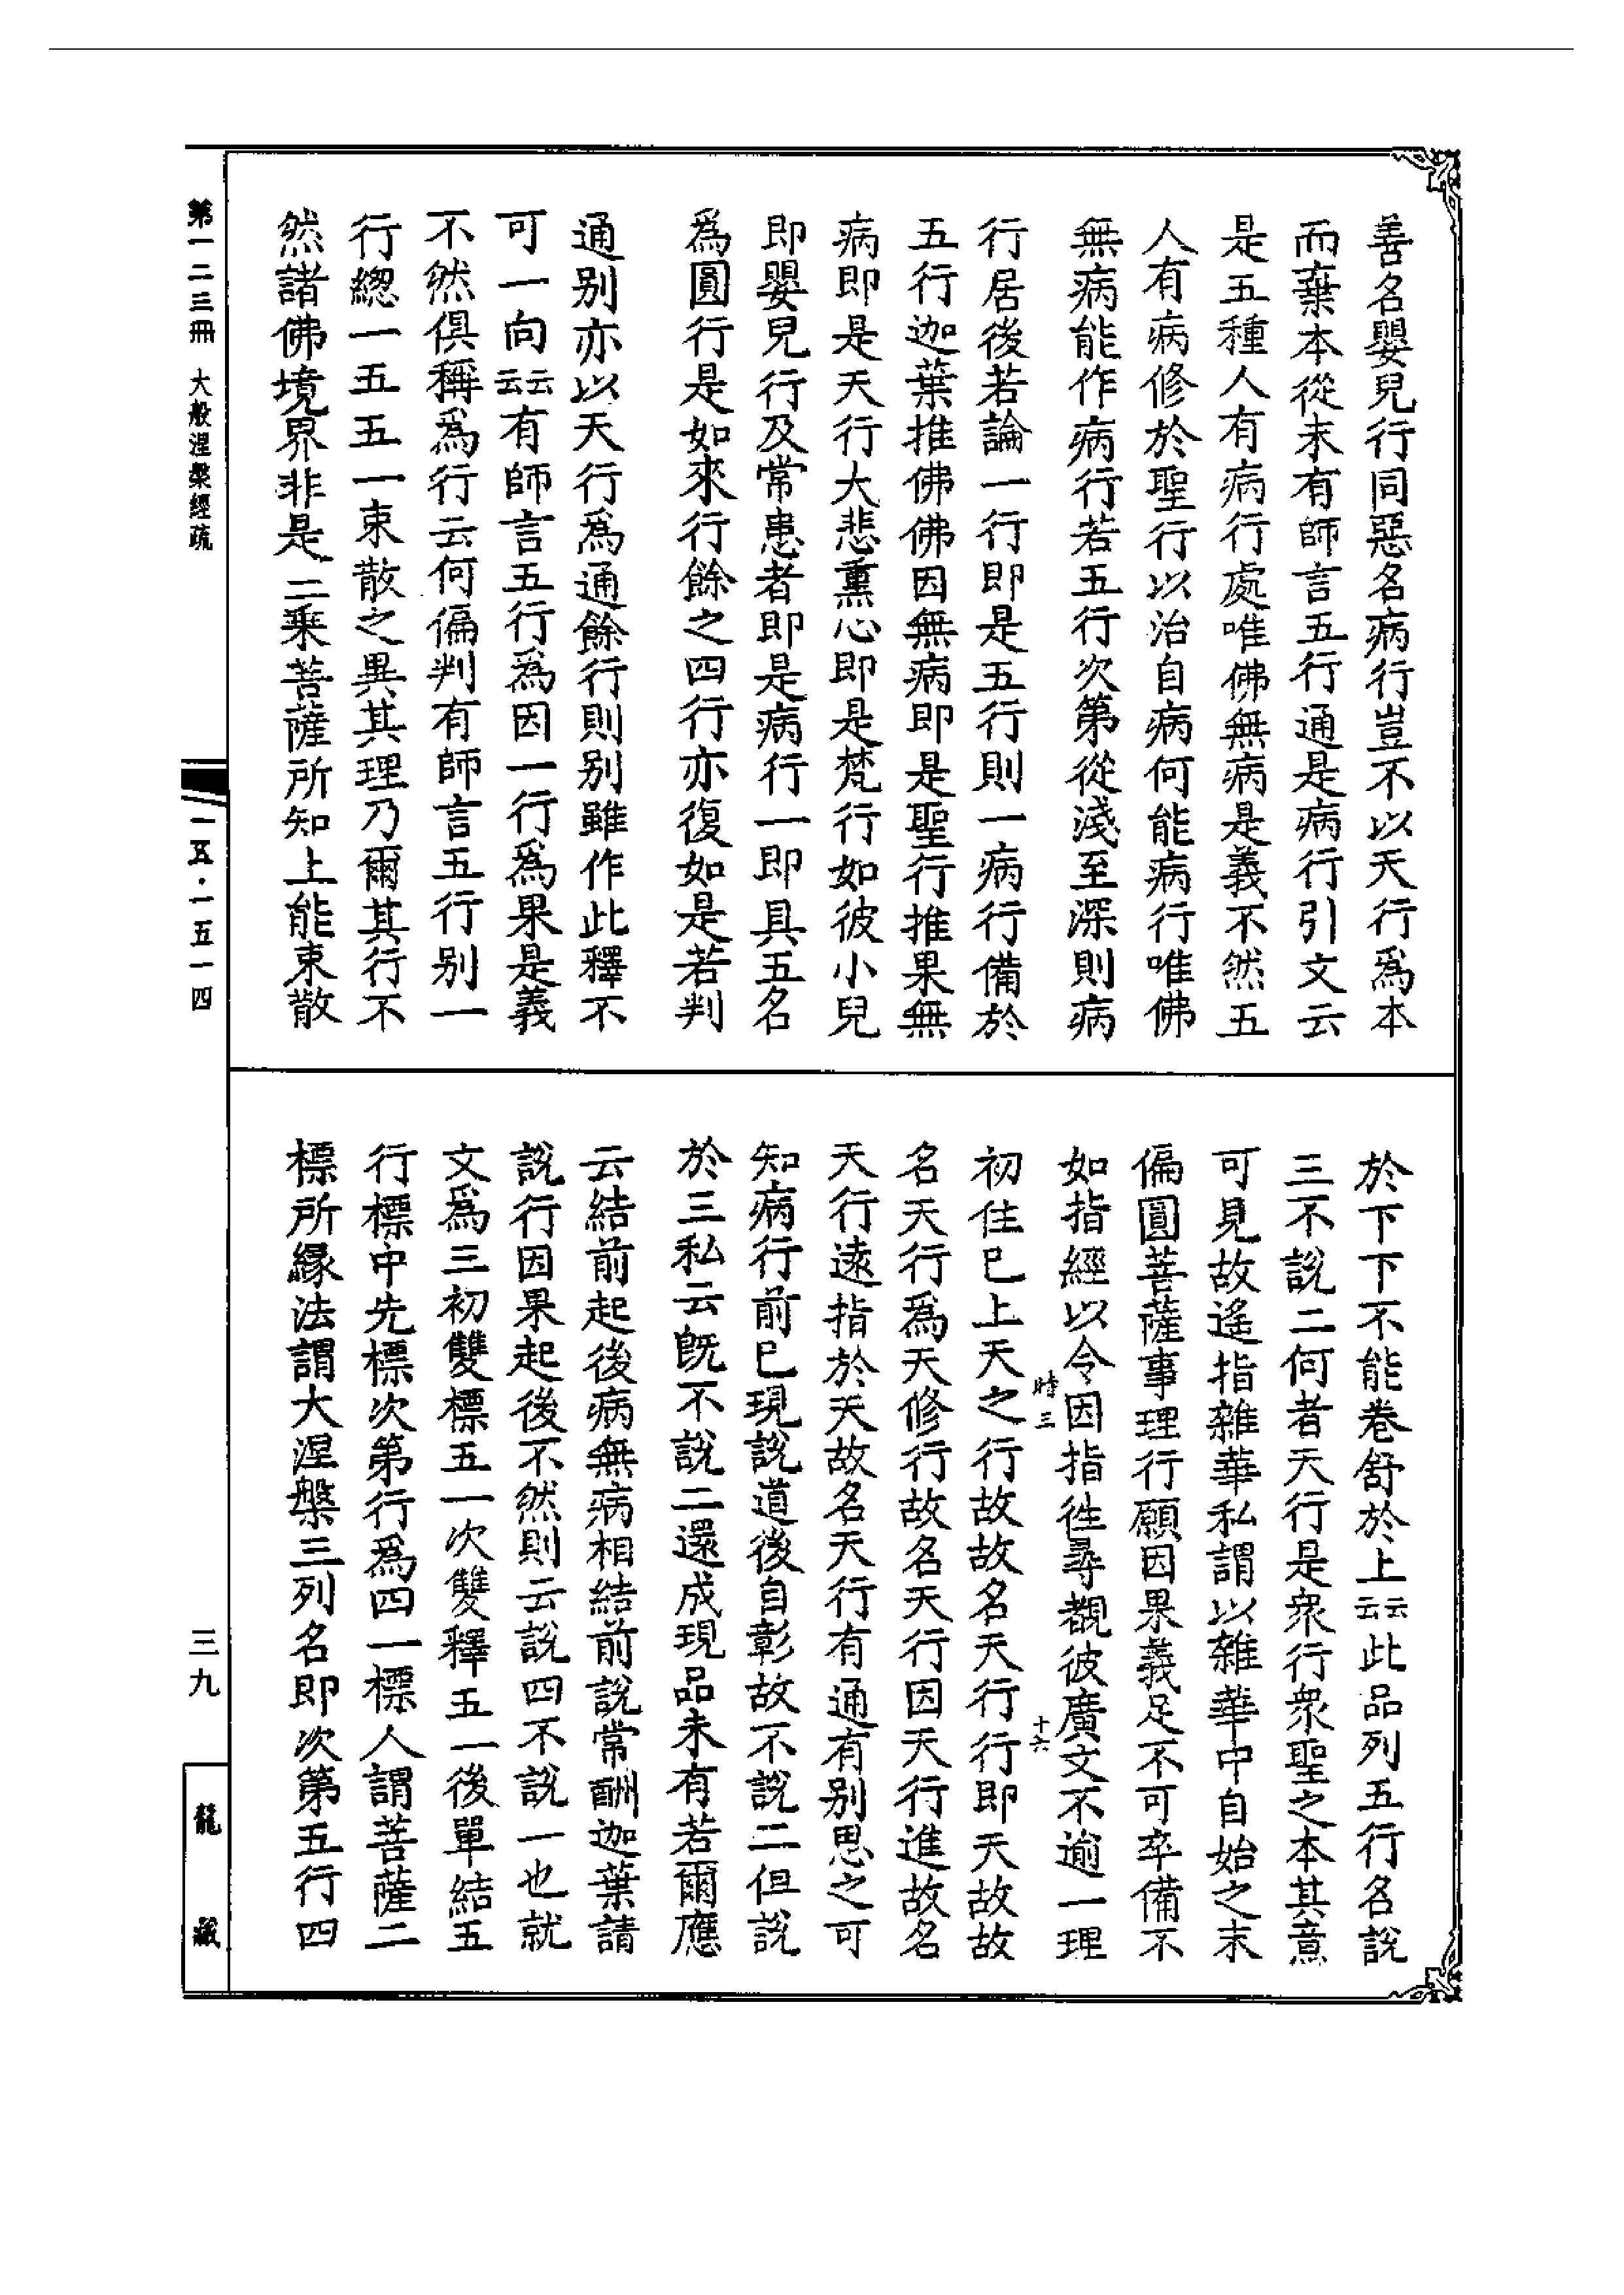 善名嬰兒行同惡名病行豈不以天行爲本
而棄本從末有師言五行通是病行引文云
是五種人有病行處唯佛無病是義不然五
人有病修於聖行以治自病何能病行唯佛
無病能作病行若五行次第從淺至深則病
行居後若論一行即是五行則一病行備於
五行迦葉推佛佛因無病即是聖行推果無
病即是天行大悲熏心即是梵行如彼小兒
即嬰兒行及常患者即是病行一即具五名
爲圓行是如來行餘之四行亦復如是若判
通别亦以天行爲通餘行則别雖作此釋不
可一向云云有師言五行爲因一行爲果是義
不然俱稱爲行云何偏判有師言五行别一
行緫一五五一束散之異其理乃爾其行不
然諸佛境界非是二乘菩薩所知上能束散
於下下不能卷舒於上云云此品列五行名說
三不說二何者天行是衆行衆聖之本其意
可見故遙指雜華私謂以雜華中自始之末
偏圓菩薩事理行願因果義足不可卒備不
如指經以令因指徃尋覩彼廣文不逾一理
時三
十六
初住巳上天之行故故名天行行即天故故
名天行爲天修行故名天行因天行進故名
天行遠指於天故名天行有通有别思之可
知病行前巳現說道後自彰故不說二但說
於三私云旣不說二還成現品未有若爾應
云結前起後病無病相結前說常酬迦葉請
說行因果起後不然則云說四不說一也就
文爲三初雙標五一次雙釋五一後單結五
行標中先標次第行爲四一標人謂菩薩二
標所緣法謂大涅槃三列名即次第五行四
第一二三冊　大般涅槃經疏
一五·一五一四
三九
龍藏